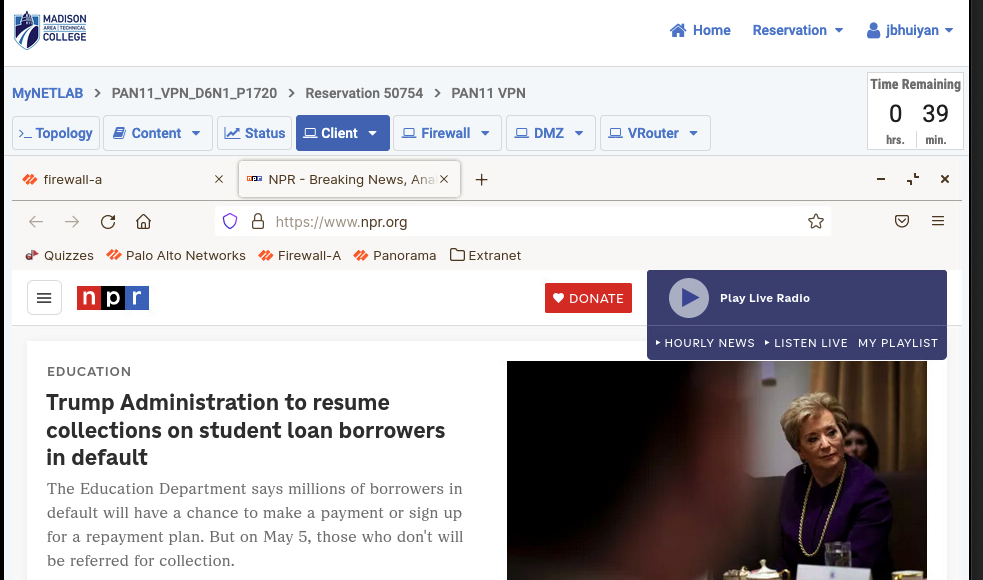 MADISON
AREA | TECHNICAL
COLLEGE
Home
Reservation
jbhuiyan
MyNETLAB > PAN11_VPN_D6N1_P1720 > Reservation 50754 > PAN11 VPN
Time Remaining
0 39
hrs. min.
>_ Topology
Content
Status
Client
Firewall
DMZ
VRouter
firewall-a ×
npr NPR - Breaking News, Ana ×
+
https://www.npr.org
Quizzes
Palo Alto Networks
Firewall-A
Panorama
Extranet
npr
DONATE
Play Live Radio
HOURLY NEWS
LISTEN LIVE
MY PLAYLIST
EDUCATION
Trump Administration to resume
collections on student loan borrowers
in default
The Education Department says millions of borrowers in
default will have a chance to make a payment or sign up
for a repayment plan. But on May 5, those who don't will
be referred for collection.